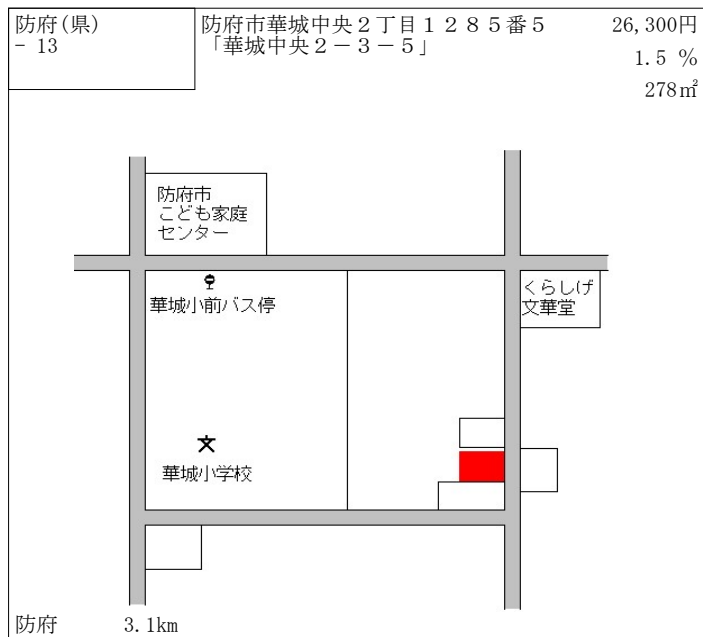 防府(県)
- 13
防府市華城中央２丁目１２８５番５
「華城中央２－３－５」
26,300円
1.5 %
278㎡
防府市
こども家庭
センター
華城小前バス停
くらしげ
文華堂
文
華城小学校
防府 3.1km